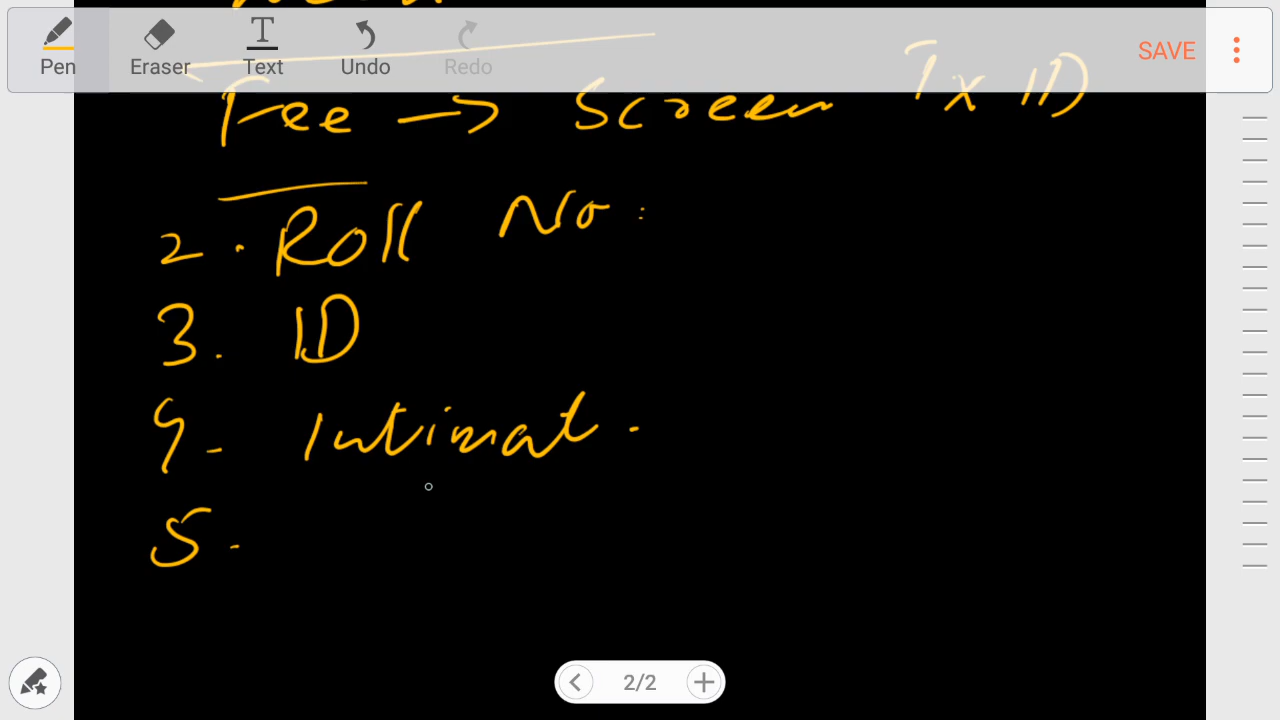 Pen Eraser Text Undo Redo SAVE
Fee → Screen Tx ID
2. Roll No:
3. ID
4. Intimat.
5.
2/2